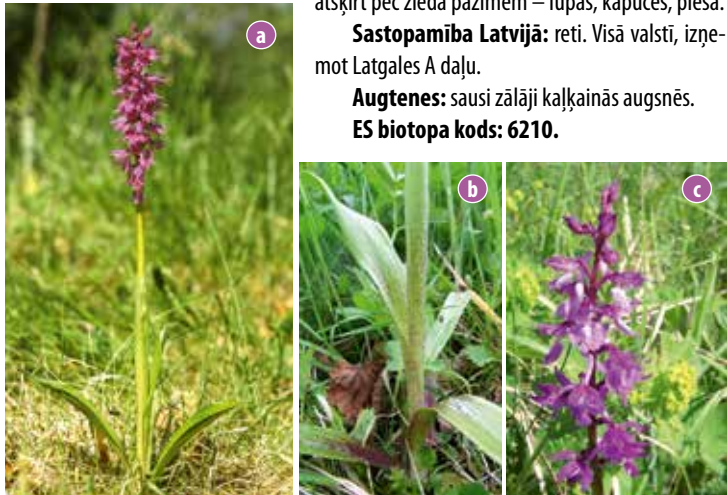 atšķirt pēc zieda pazīmēm – lūpas, kapuces, pieša.
Sastopamība Latvijā: reti. Visā valstī, izņe-
mot Latgales A daļu.
Augtenes: sausi zālāji kaļķainās augsnēs.
ES biotopa kods: 6210.
a
b
c